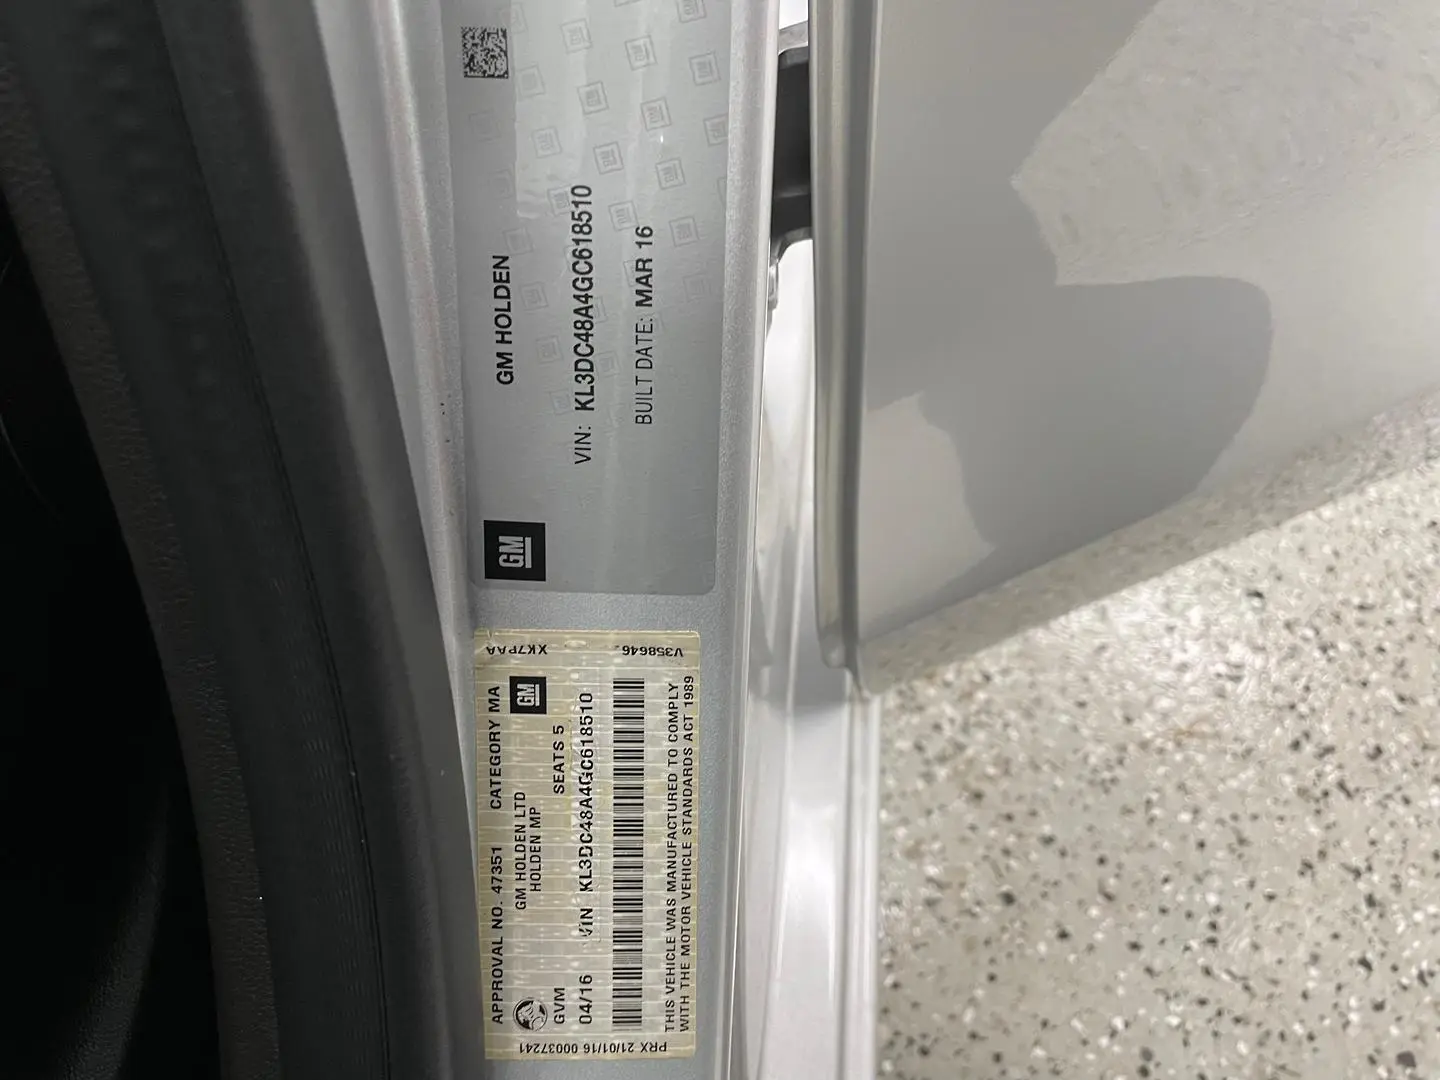 GM HOLDEN
VIN: KL3DC48A4GC618510
BUILT DATE: MAR 16
GM
XK7PAA
V358646
APPROVAL NO. 47351 CATEGORY MA
GM HOLDEN LTD
GM
HOLDEN MP
GVM SEATS 5
04/16 VIN KL3DC48A4GC618510
THIS VEHICLE WAS MANUFACTURED TO COMPLY
WITH THE MOTOR VEHICLE STANDARDS ACT 1989
PRX 21/01/16 00037241